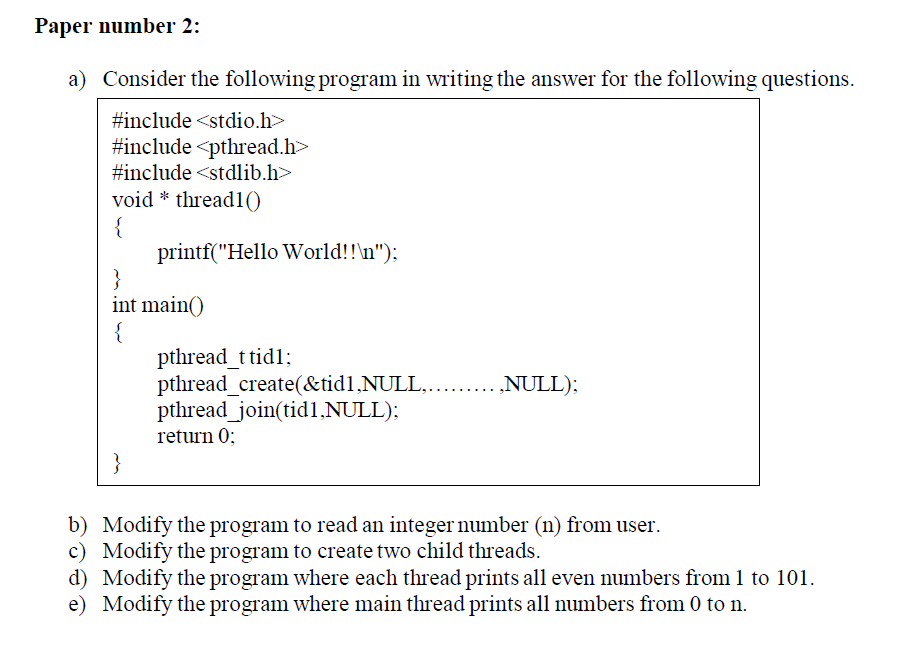 Paper number 2:
a) Consider the following program in writing the answer for the following questions.
#include <stdio.h>
#include <pthread.h>
#include <stdlib.h>
void * thread1()
{
printf("Hello World!!\n");
}
int main()
{
pthread_t tid1;
pthread_create(&tid1,NULL,......... ,NULL);
pthread_join(tid1,NULL);
return 0;
}
b) Modify the program to read an integer number (n) from user.
c) Modify the program to create two child threads.
d) Modify the program where each thread prints all even numbers from 1 to 101.
e) Modify the program where main thread prints all numbers from 0 to n.